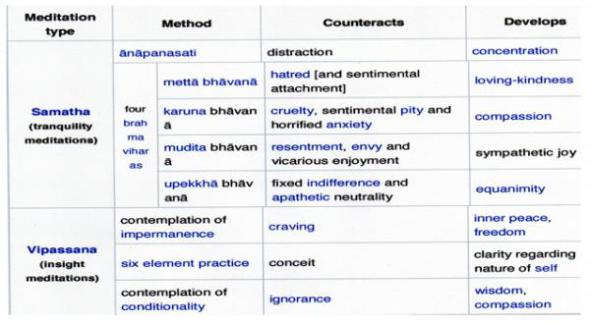 Meditation type Method Counteracts Develops
Samatha (tranquility meditations)
ānāpanasati distraction concentration
four brahma viharas
mettā bhāvanā hatred [and sentimental attachment] loving-kindness
karuna bhāvanā cruelty, sentimental pity and horrified anxiety compassion
mudita bhāvanā resentment, envy and vicarious enjoyment sympathetic joy
upekkhā bhāvanā fixed indifference and apathetic neutrality equanimity
Vipassana (insight meditations)
contemplation of impermanence craving inner peace, freedom
six element practice conceit clarity regarding nature of self
contemplation of conditionality ignorance wisdom, compassion